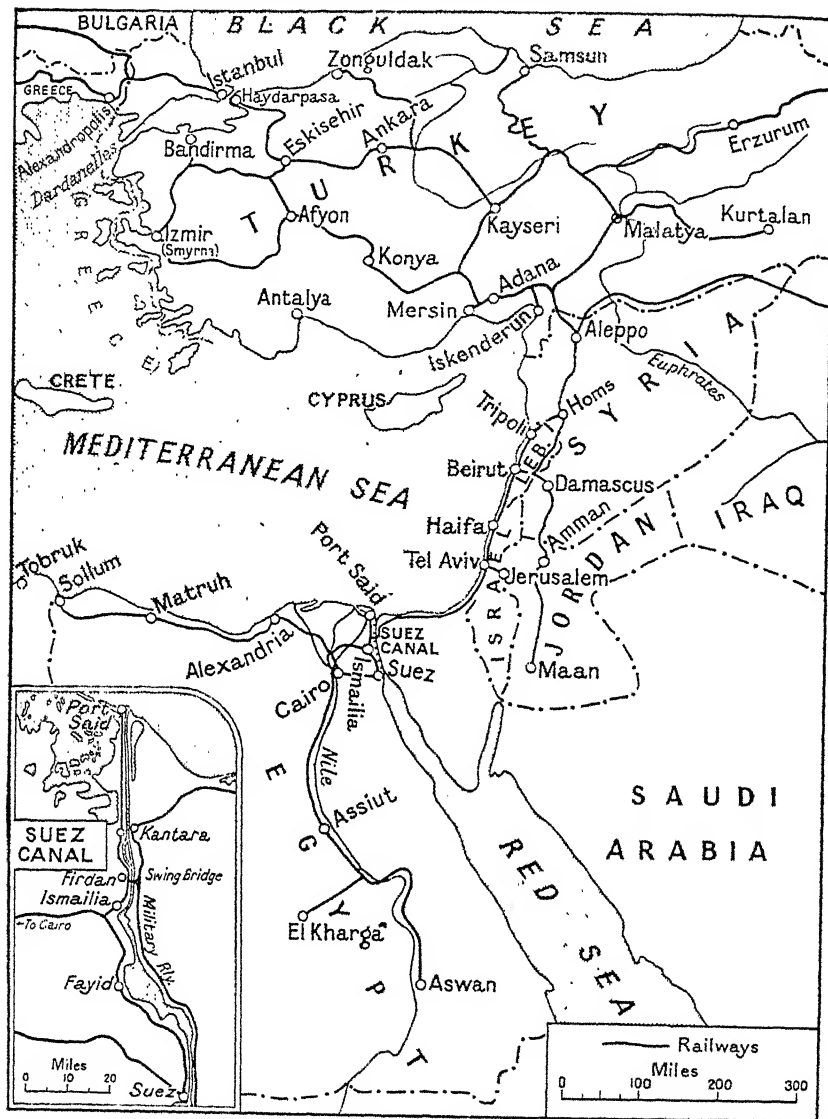 BULGARIA
BLACK SEA
GREECE
Alexandropolis
Dardanelles
Istanbul
Haydarpasa
Zonguldak
Samsun
Bandirma
Eskisehir
Ankara
Erzurum
TURKEY
Izmir
(Smyrna)
Afyon
Kayseri
Malatya
Kurtalan
GREECE
Konya
Adana
Antalya
Mersin
Iskenderun
Aleppo
SYRIA
Euphrates
CRETE
CYPRUS
Tripoli
Homs
LEB.
MEDITERRANEAN SEA
Beirut
Damascus
Haifa
Amman
IRAQ
JORDAN
Tel Aviv
Jerusalem
ISRAEL
Tobruk
Sollum
Matruh
Port Said
Alexandria
SUEZ
CANAL
Ismailia
Suez
Cairo
Maan
Nile
EGYPT
Assiut
RED SEA
SAUDI
ARABIA
El Kharga
Aswan
Port
Said
SUEZ
CANAL
Kantara
Firdan
Swing Bridge
Ismailia
Military Rly.
←To Cairo
Fayid
Miles
0 10 20
Suez
Railways
Miles
0 100 200 300